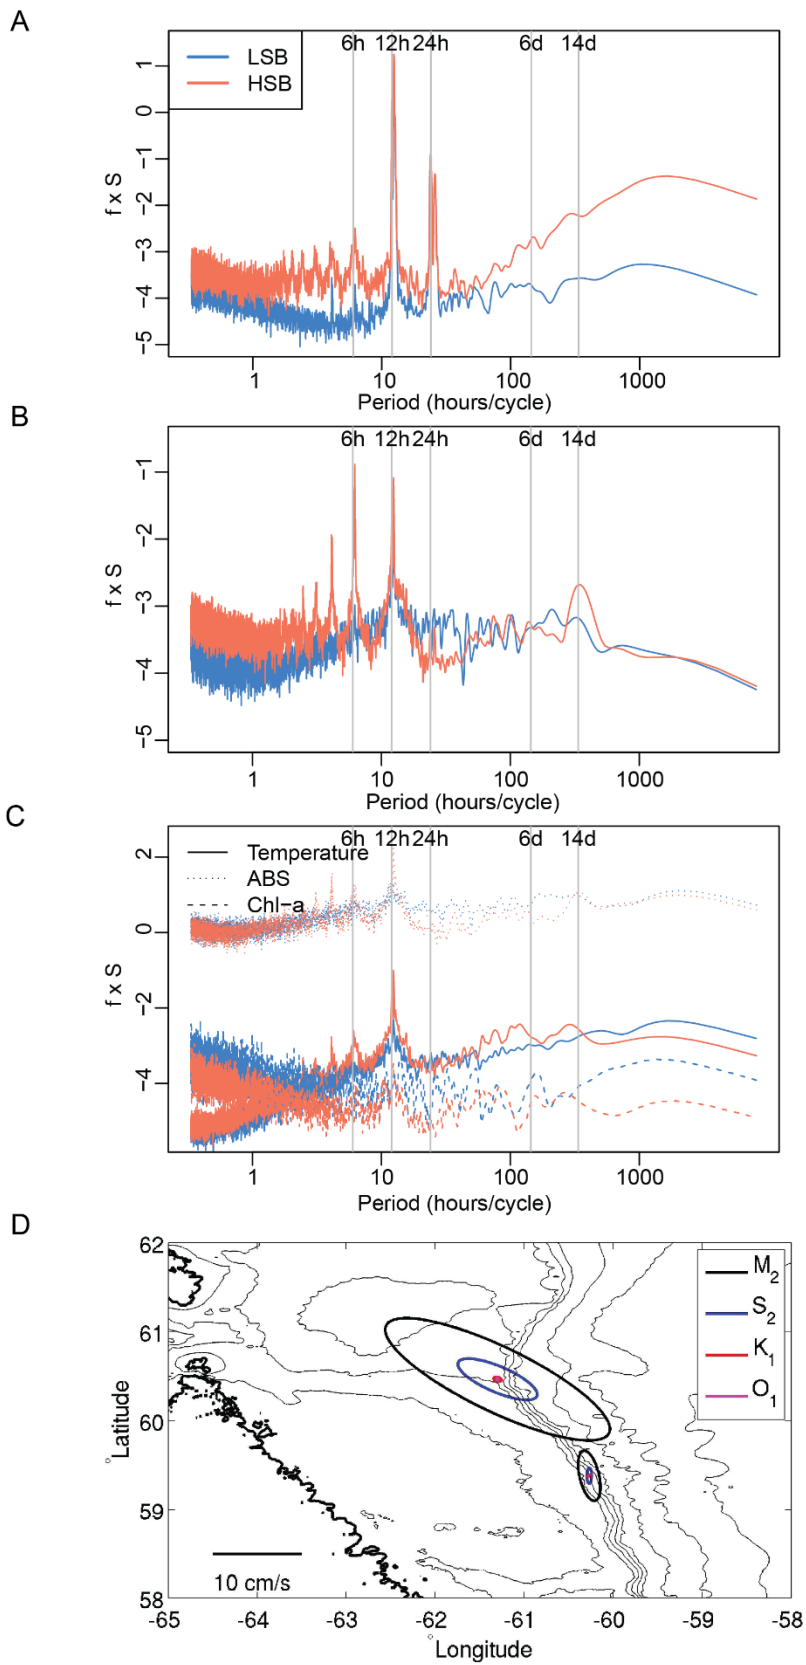 A
6h 12h 24h 6d 14d
LSB
HSB
1
0
−1
−2
−3
−4
−5
f x S
1 10 100 1000
Period (hours/cycle)
B
6h 12h 24h 6d 14d
−1
−2
−3
−4
−5
f x S
1 10 100 1000
Period (hours/cycle)
C
6h 12h 24h 6d 14d
Temperature
ABS
Chl−a
2
0
−2
−4
f x S
1 10 100 1000
Period (hours/cycle)
D
62
61
60
59
58
°Latitude
M2
S2
K1
O1
10 cm/s
-65 -64 -63 -62 -61 -60 -59 -58
°Longitude